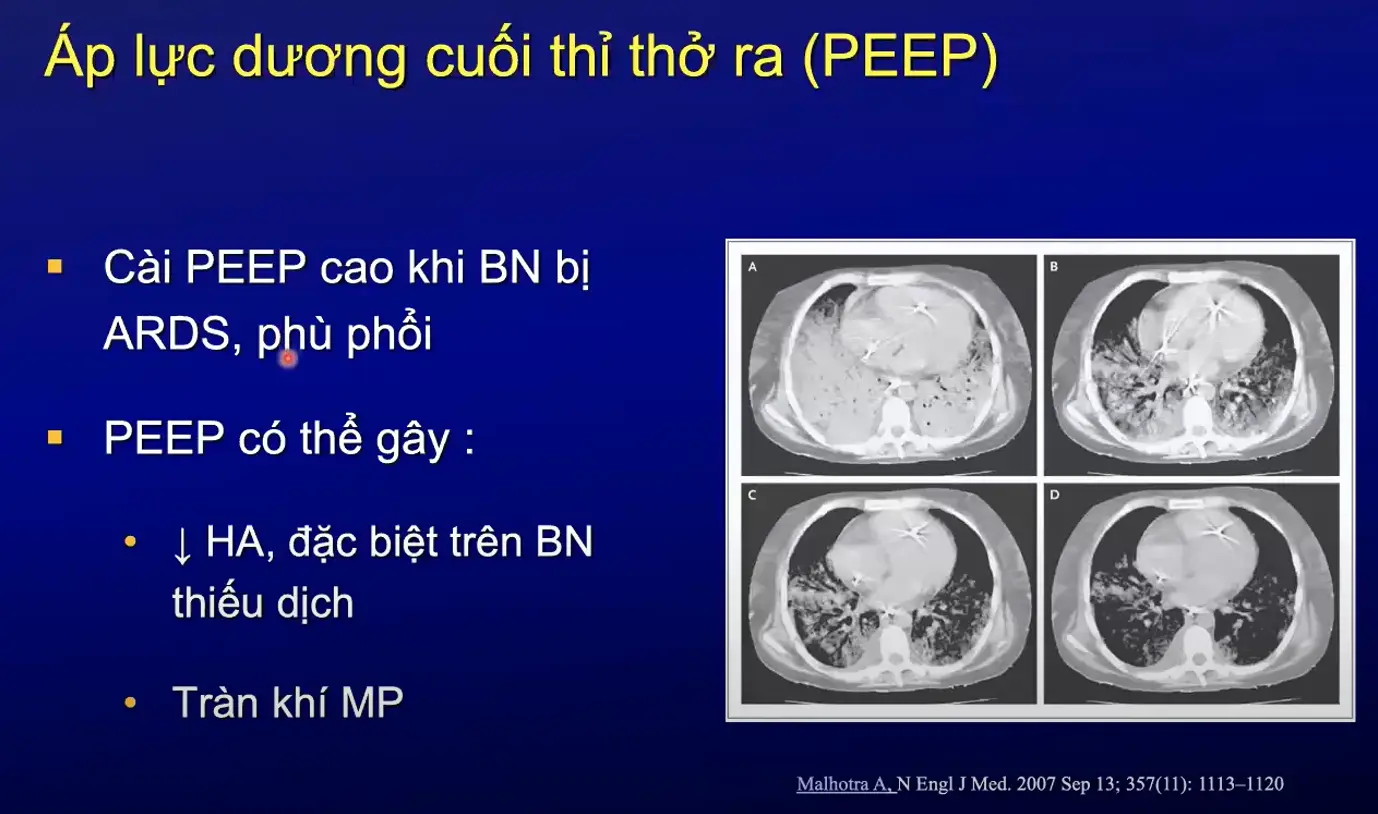 Áp lực dương cuối thì thở ra (PEEP)
▪ Cài PEEP cao khi BN bị
ARDS, phù phổi
▪ PEEP có thể gây :
• ↓ HA, đặc biệt trên BN
thiếu dịch
• Tràn khí MP
A
B
C
D
Malhotra A, N Engl J Med. 2007 Sep 13; 357(11): 1113–1120